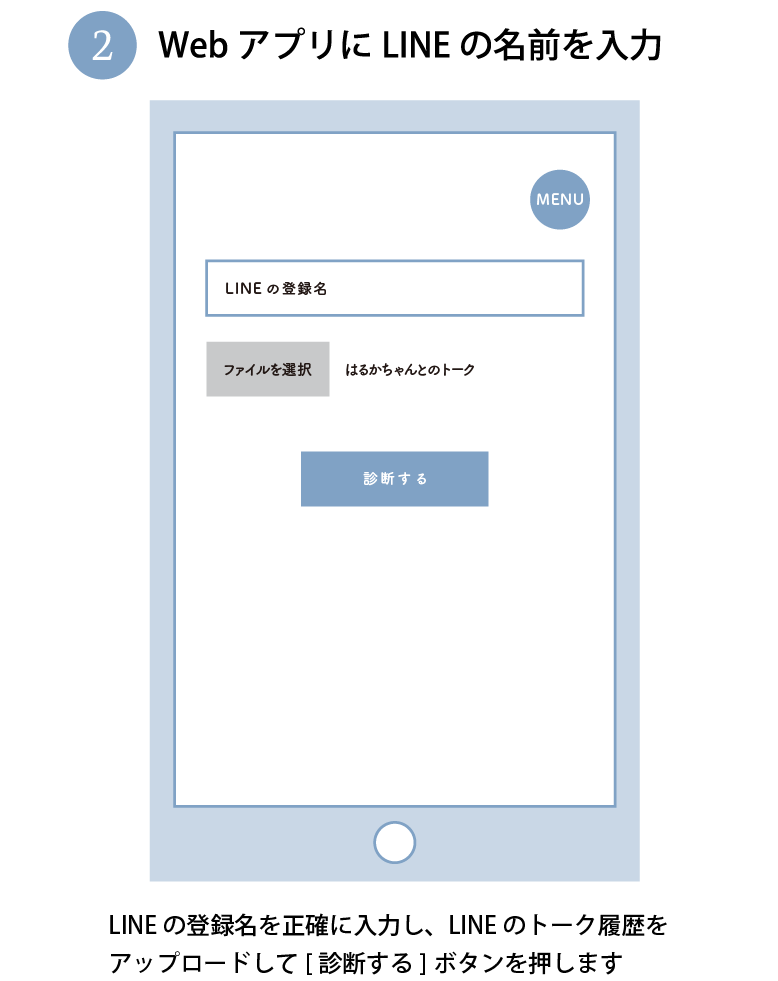 2 Web アプリに LINE の名前を入力
MENU
LINE の登録名
ファイルを選択 はるかちゃんとのトーク
診断する
LINE の登録名を正確に入力し、LINE のトーク履歴を
アップロードして [ 診断する ] ボタンを押します